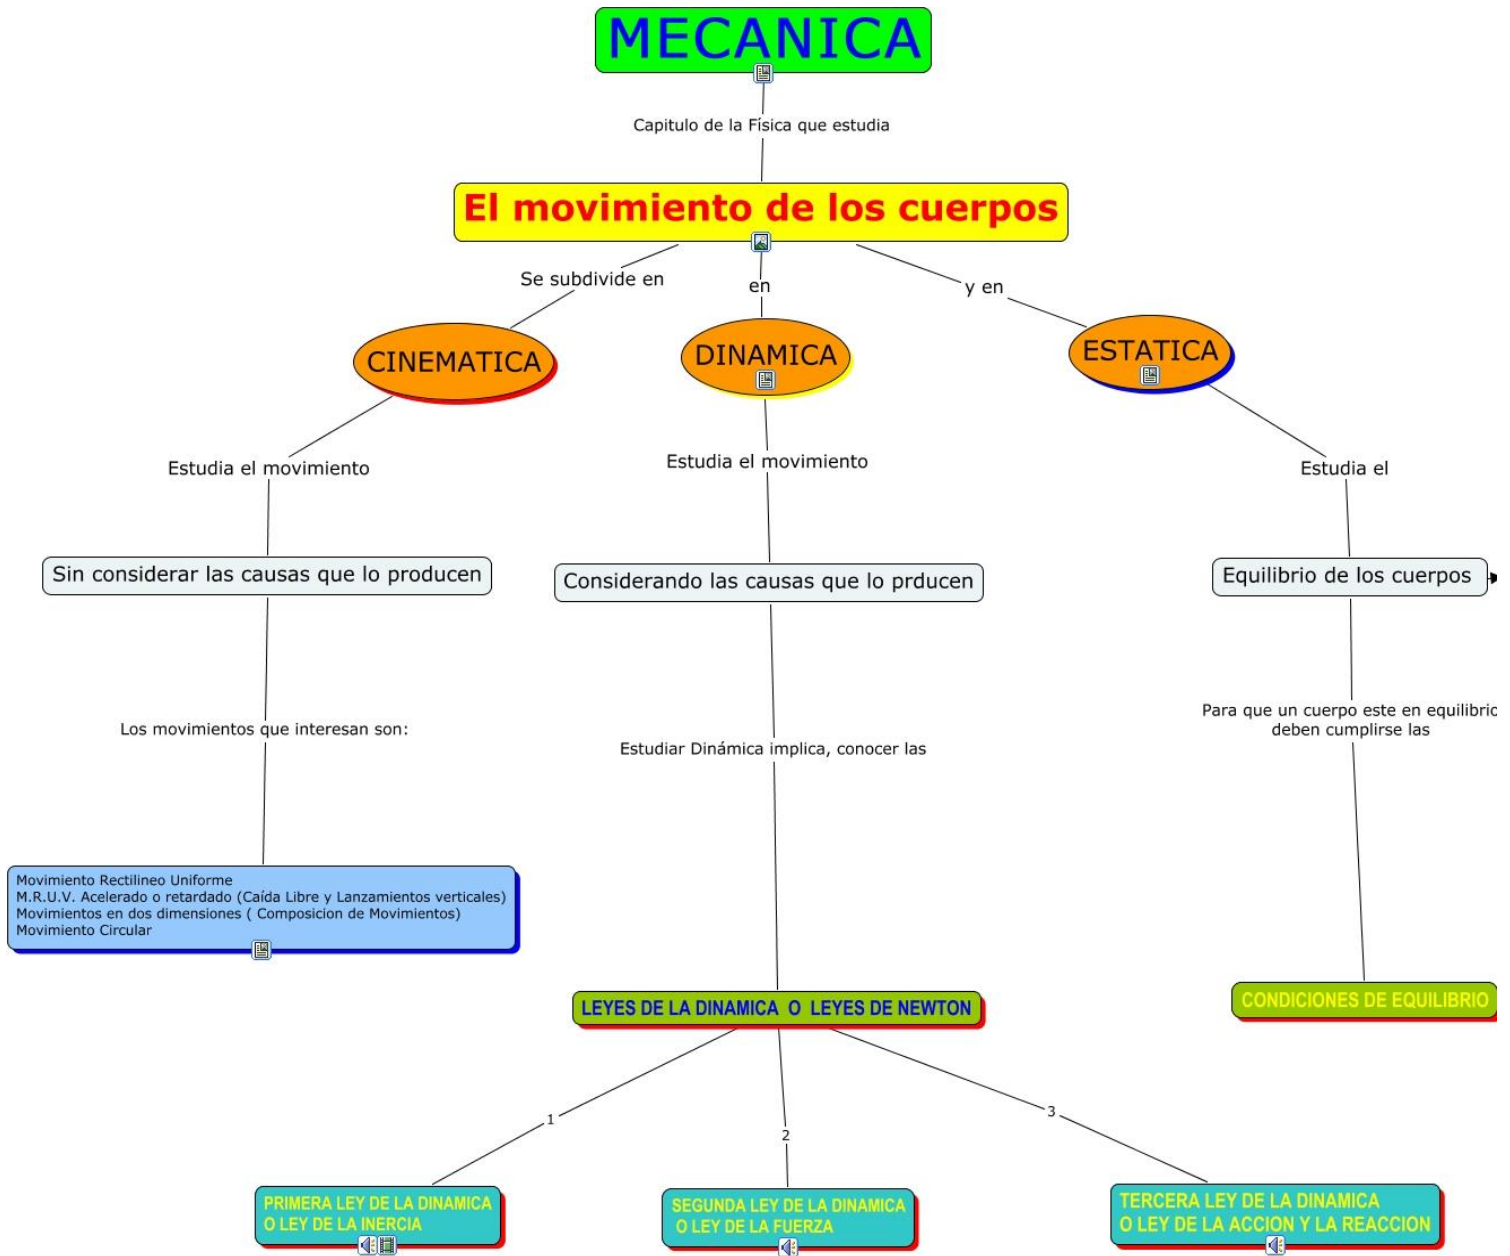 MECANICA
Capitulo de la Física que estudia
El movimiento de los cuerpos
Se subdivide en
en
y en
CINEMATICA
DINAMICA
ESTATICA
Estudia el movimiento
Estudia el movimiento
Estudia el
Sin considerar las causas que lo producen
Considerando las causas que lo prducen
Equilibrio de los cuerpos
Los movimientos que interesan son:
Estudiar Dinámica implica, conocer las
Para que un cuerpo este en equilibrio
deben cumplirse las
Movimiento Rectilineo Uniforme
M.R.U.V. Acelerado o retardado (Caída Libre y Lanzamientos verticales)
Movimientos en dos dimensiones ( Composicion de Movimientos)
Movimiento Circular
LEYES DE LA DINAMICA O LEYES DE NEWTON
CONDICIONES DE EQUILIBRIO
1
2
3
PRIMERA LEY DE LA DINAMICA
O LEY DE LA INERCIA
SEGUNDA LEY DE LA DINAMICA
O LEY DE LA FUERZA
TERCERA LEY DE LA DINAMICA
O LEY DE LA ACCION Y LA REACCION